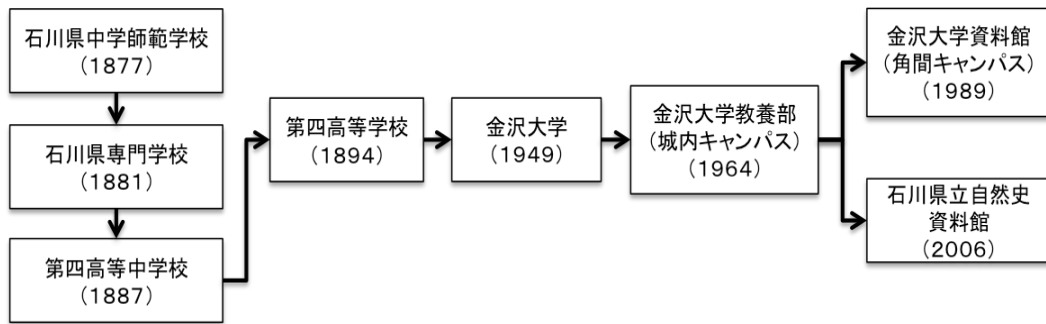 石川県中学師範学校
(1877)
石川県専門学校
(1881)
第四高等中学校
(1887)
第四高等学校
(1894)
金沢大学
(1949)
金沢大学教養部
(城内キャンパス)
(1964)
金沢大学資料館
(角間キャンパス)
(1989)
石川県立自然史
資料館
(2006)